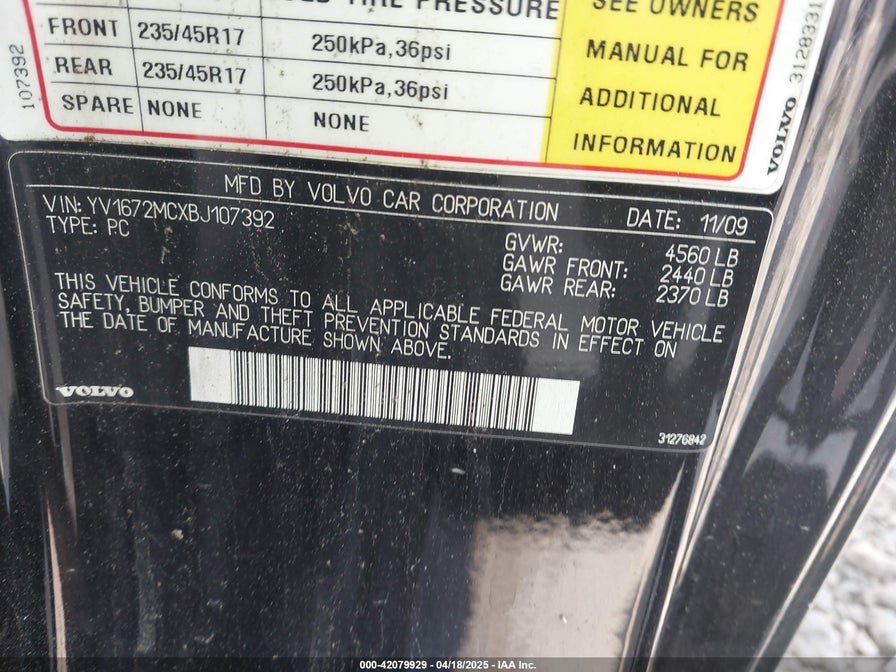 TIRE PRESSURE
SEE OWNERS
FRONT 235/45R17 250kPa,36psi
MANUAL FOR
REAR 235/45R17 250kPa,36psi
ADDITIONAL
SPARE NONE NONE
INFORMATION
107392
VOLVO 3128331
MFD BY VOLVO CAR CORPORATION
VIN: YV1672MCXBJ107392 DATE: 11/09
TYPE: PC
GVWR: 4560 LB
GAWR FRONT: 2440 LB
GAWR REAR: 2370 LB
THIS VEHICLE CONFORMS TO ALL APPLICABLE FEDERAL MOTOR VEHICLE
SAFETY, BUMPER AND THEFT PREVENTION STANDARDS IN EFFECT ON
THE DATE OF MANUFACTURE SHOWN ABOVE.
VOLVO
31276842
000-42079929 - 04/18/2025 - IAA Inc.